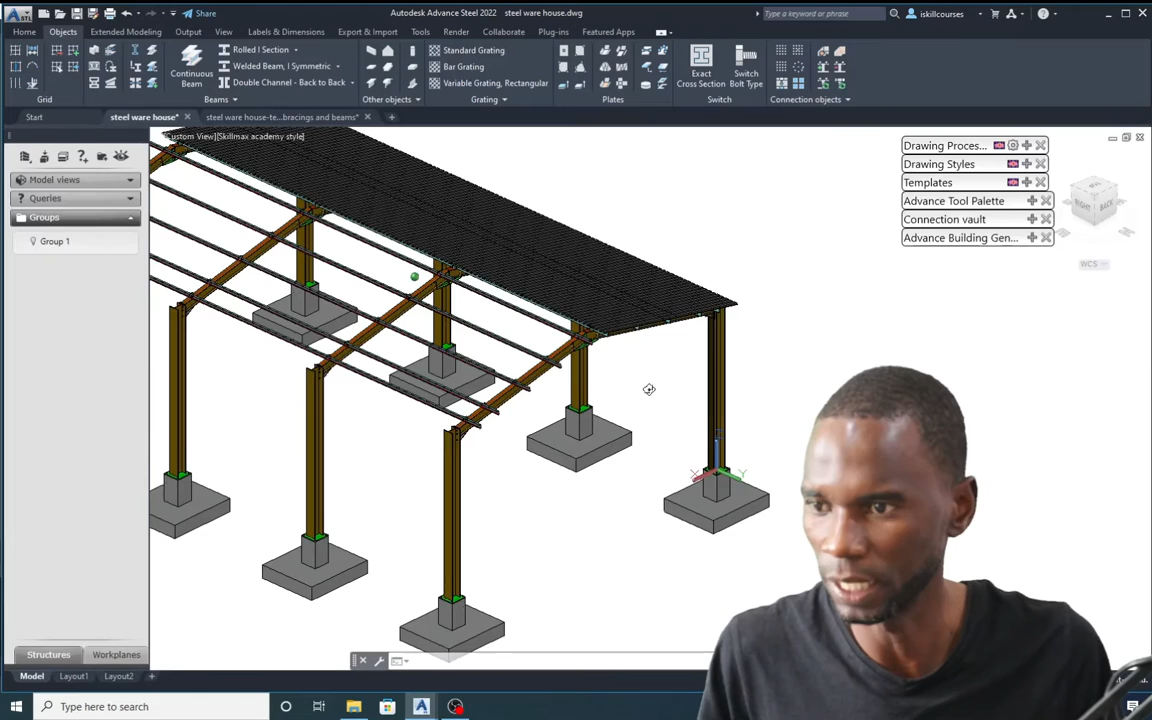 Share
Autodesk Advance Steel 2022 steel ware house.dwg
Type a keyword or phrase
iskillcourses
Home Objects Extended Modeling Output View Labels & Dimensions Export & Import Tools Render Collaborate Plug-ins Featured Apps
Rolled I Section
Welded Beam, I Symmetric
Double Channel - Back to Back
Continuous
Beam
Standard Grating
Bar Grating
Variable Grating, Rectangular
Exact
Cross Section
Switch
Bolt Type
Grid Beams Other objects Grating Plates Switch Connection objects
Start steel ware house* steel ware house-te...bracings and beams*
[Custom View][Skillmax academy style]
Model views
Queries
Groups
Group 1
Drawing Proces...
Drawing Styles
Templates
Advance Tool Palette
Connection vault
Advance Building Gen...
RIGHT BACK
WCS
X Y
Structures Workplanes
Model Layout1 Layout2
Type here to search